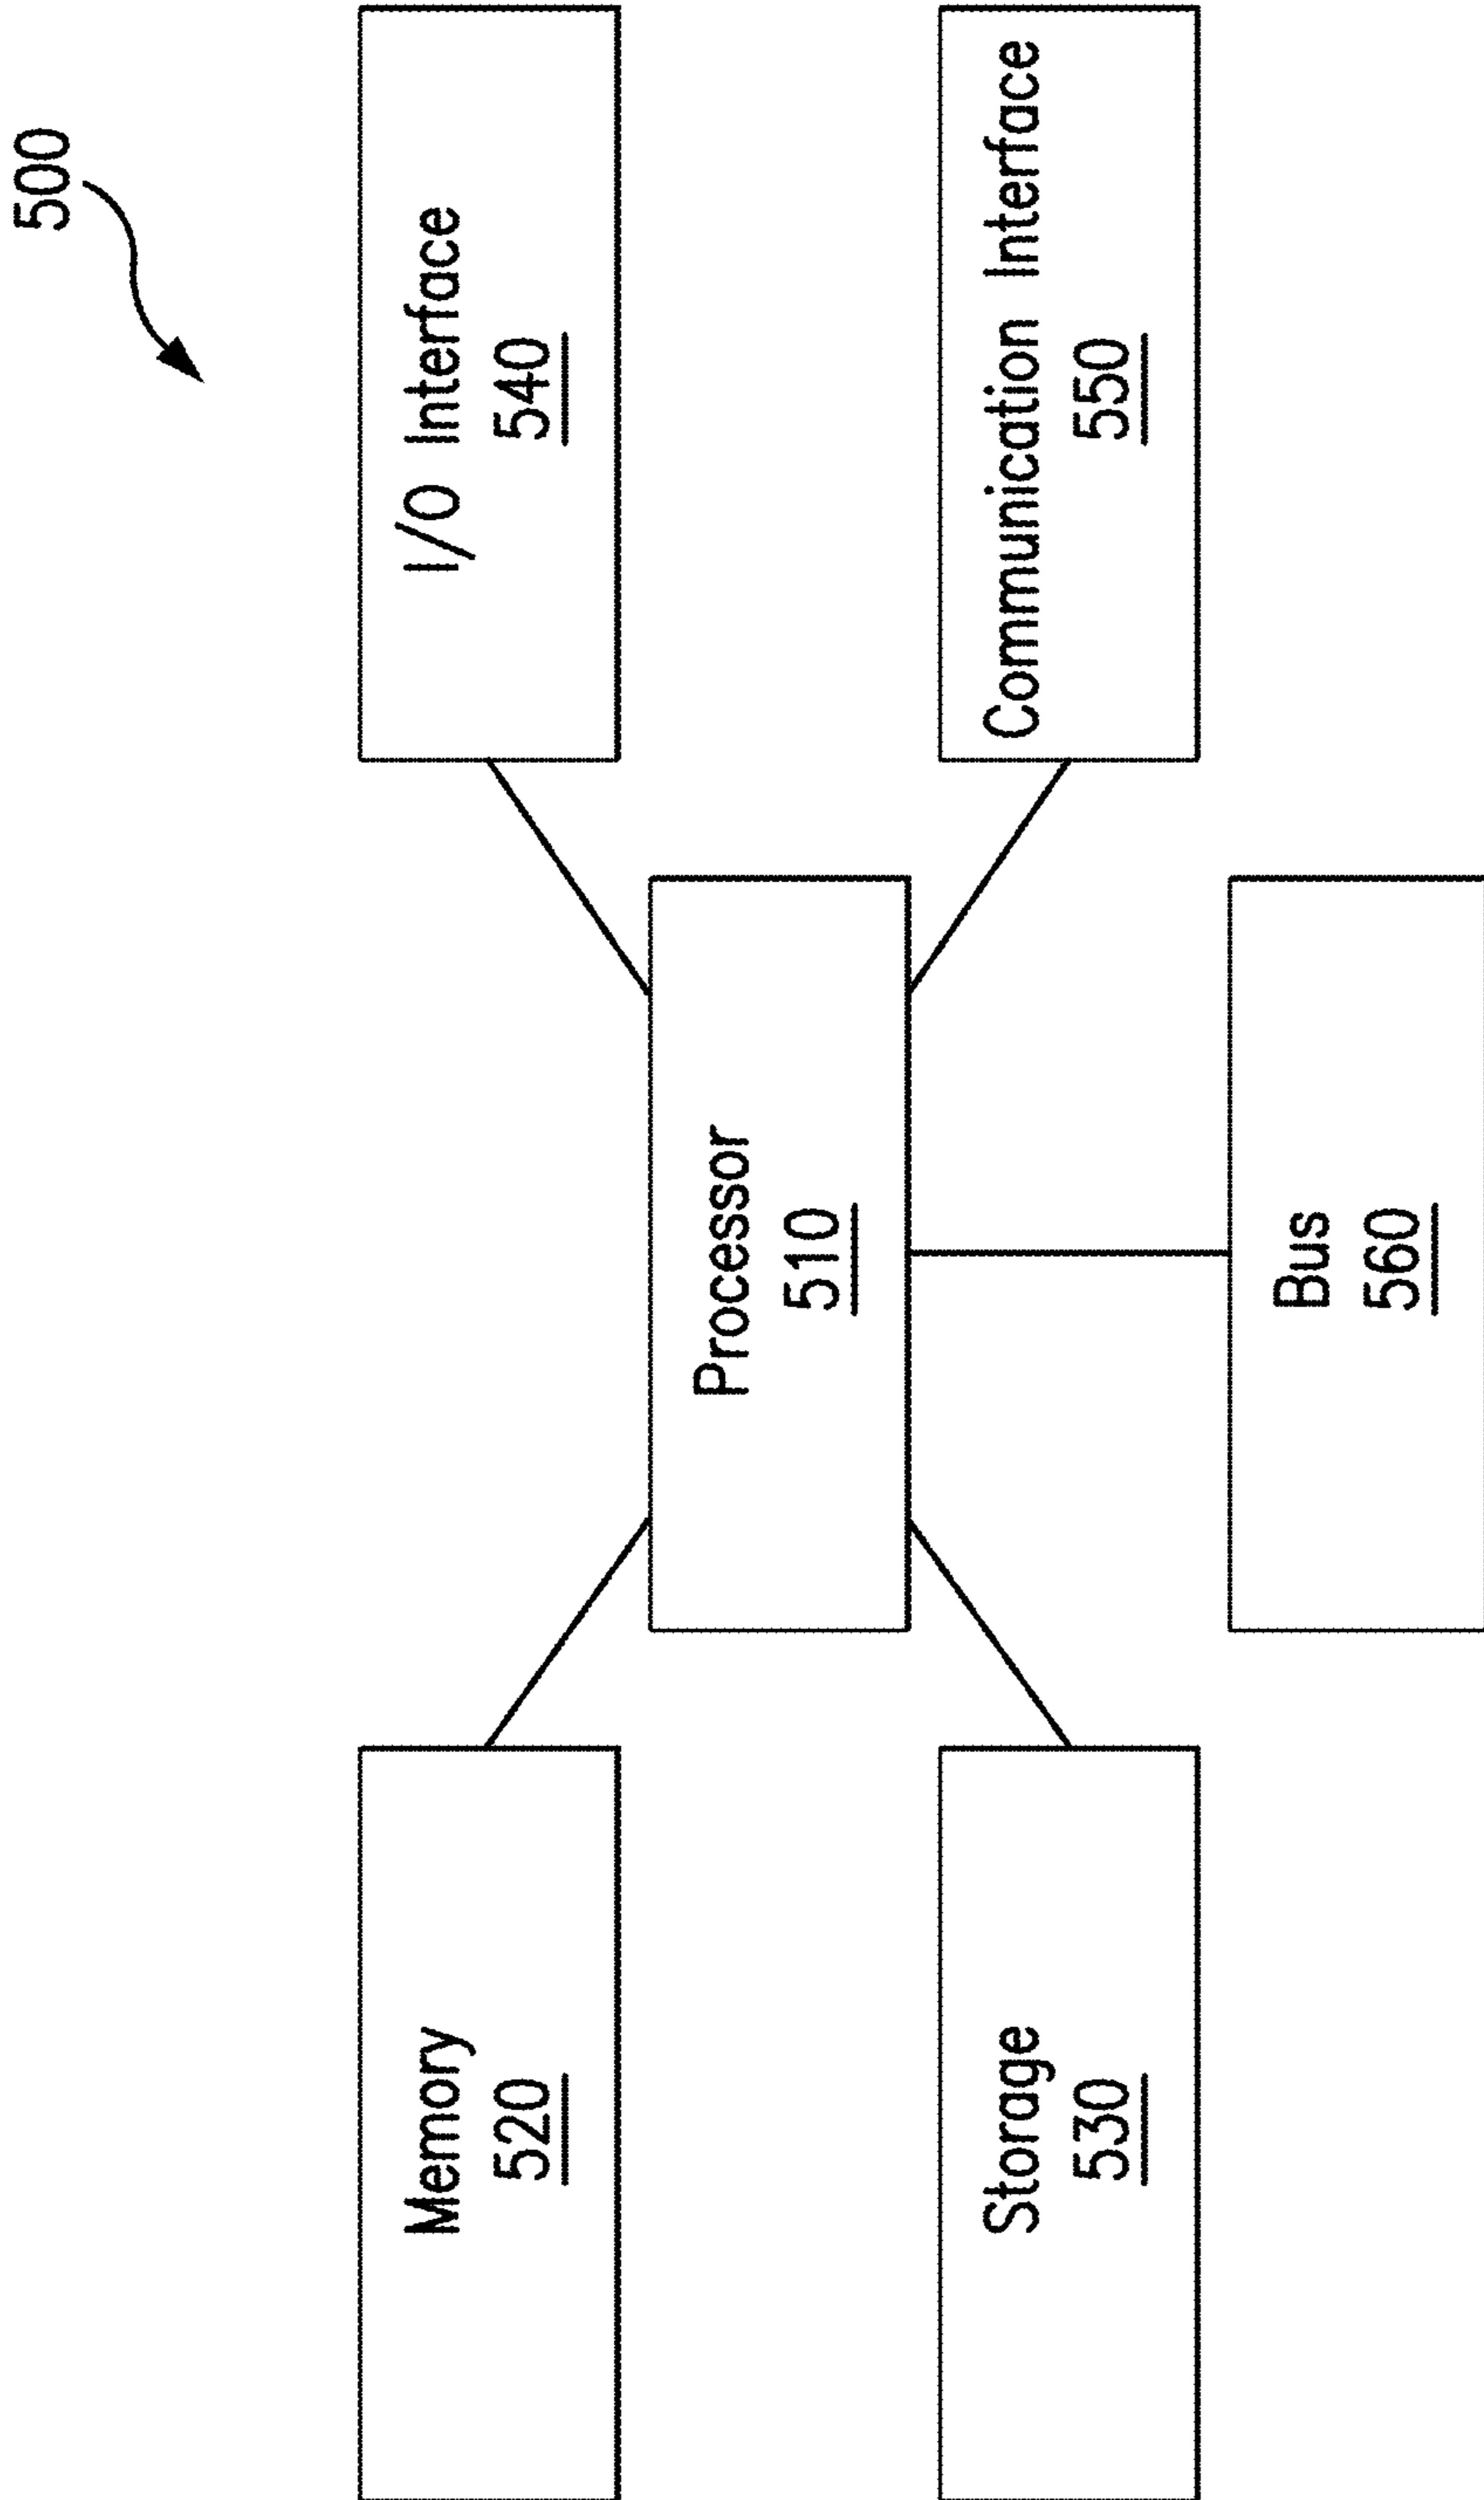 500
Memory
520
I/O Interface
540
Processor
510
Storage
530
Communication Interface
550
Bus
560